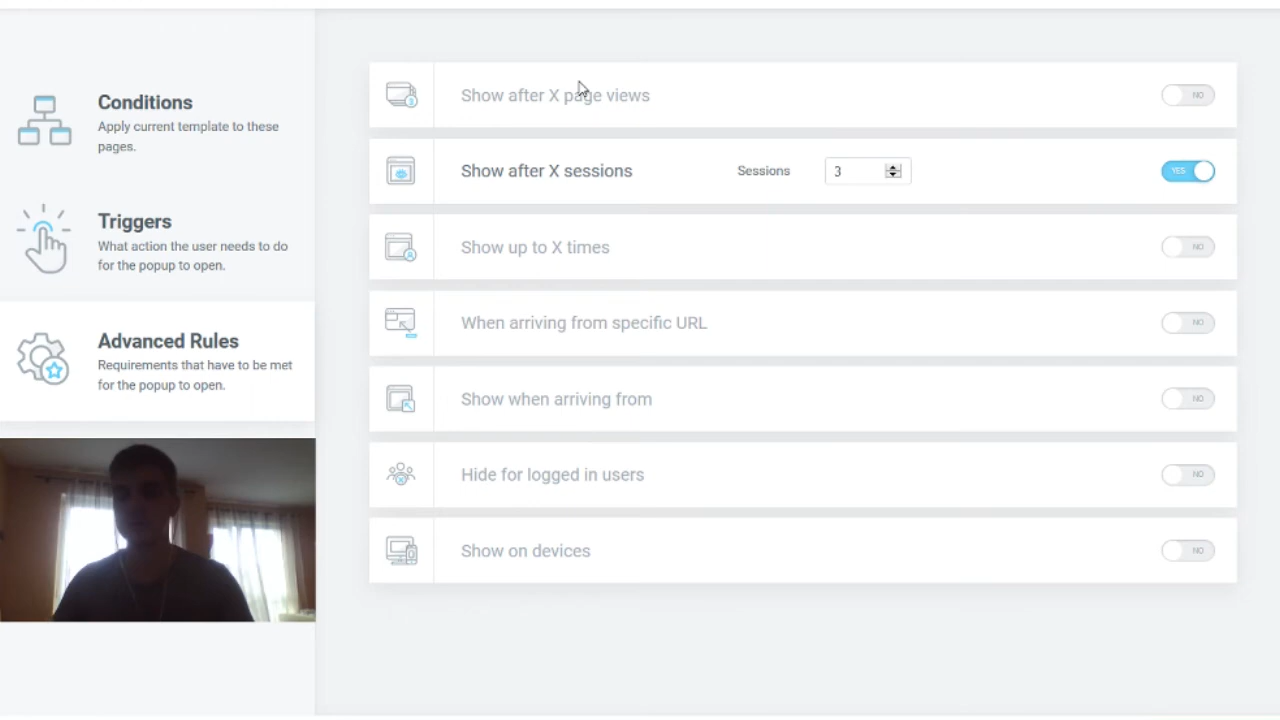 Conditions
Apply current template to these
pages.
Triggers
What action the user needs to do
for the popup to open.
Advanced Rules
Requirements that have to be met
for the popup to open.
Show after X page views
NO
Show after X sessions
Sessions
3
YES
Show up to X times
NO
When arriving from specific URL
NO
Show when arriving from
NO
Hide for logged in users
NO
Show on devices
NO